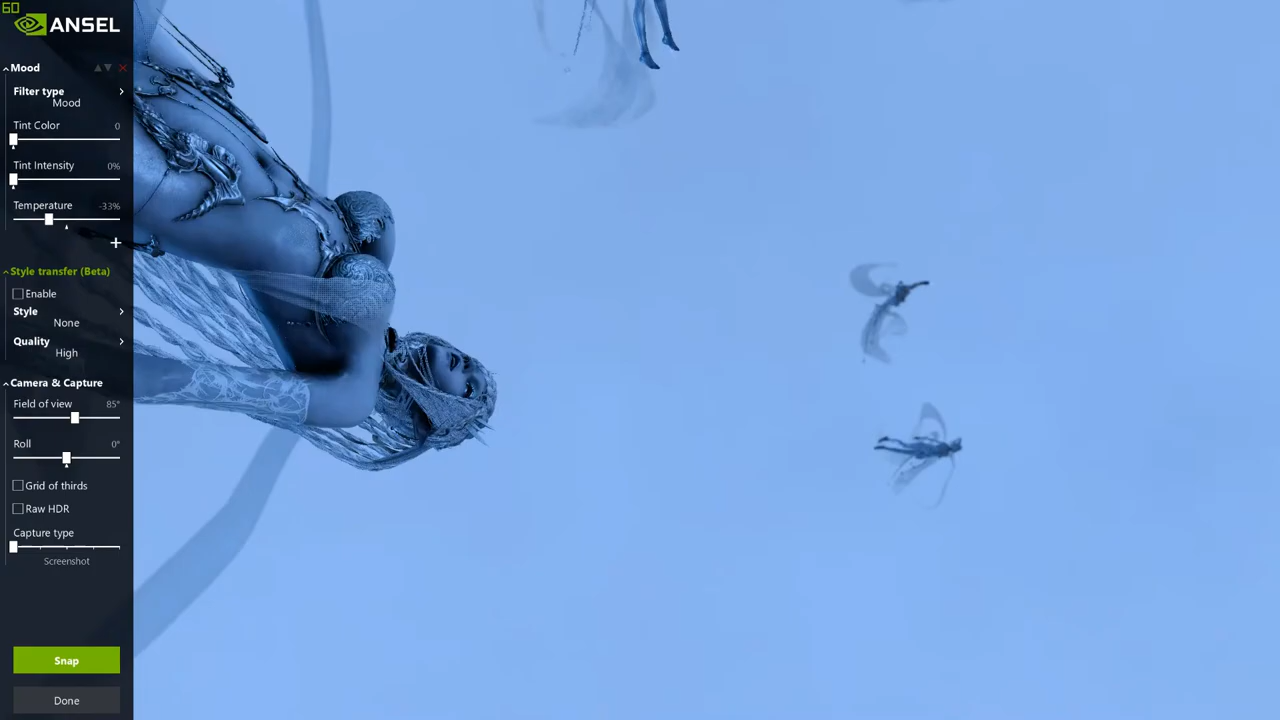 60
ANSEL
Mood
Filter type
Mood
Tint Color 0
Tint Intensity 0%
Temperature -33%
Style transfer (Beta)
Enable
Style
None
Quality
High
Camera & Capture
Field of view 85°
Roll 0°
Grid of thirds
Raw HDR
Capture type
Screenshot
Snap
Done